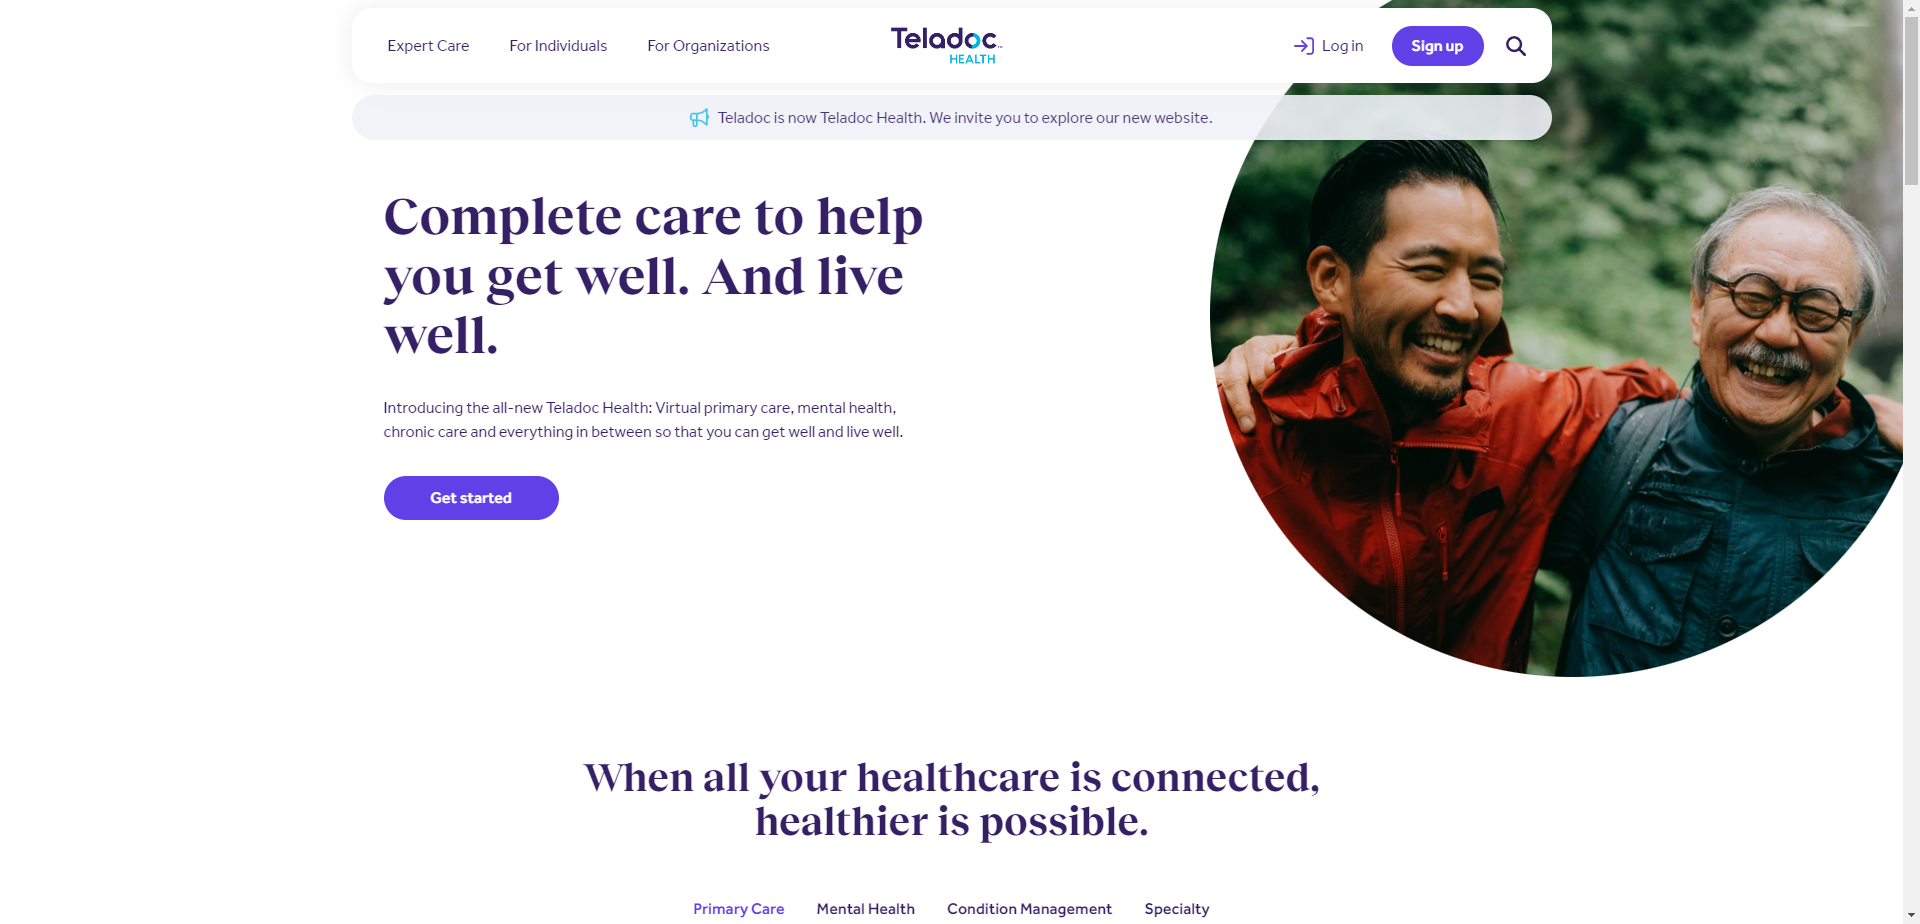 Expert Care
For Individuals
For Organizations
Teladoc
HEALTH
Log in
Sign up
Teladoc is now Teladoc Health. We invite you to explore our new website.
Complete care to help
you get well. And live
well.
Introducing the all-new Teladoc Health: Virtual primary care, mental health,
chronic care and everything in between so that you can get well and live well.
Get started
When all your healthcare is connected,
healthier is possible.
Primary Care
Mental Health
Condition Management
Specialty